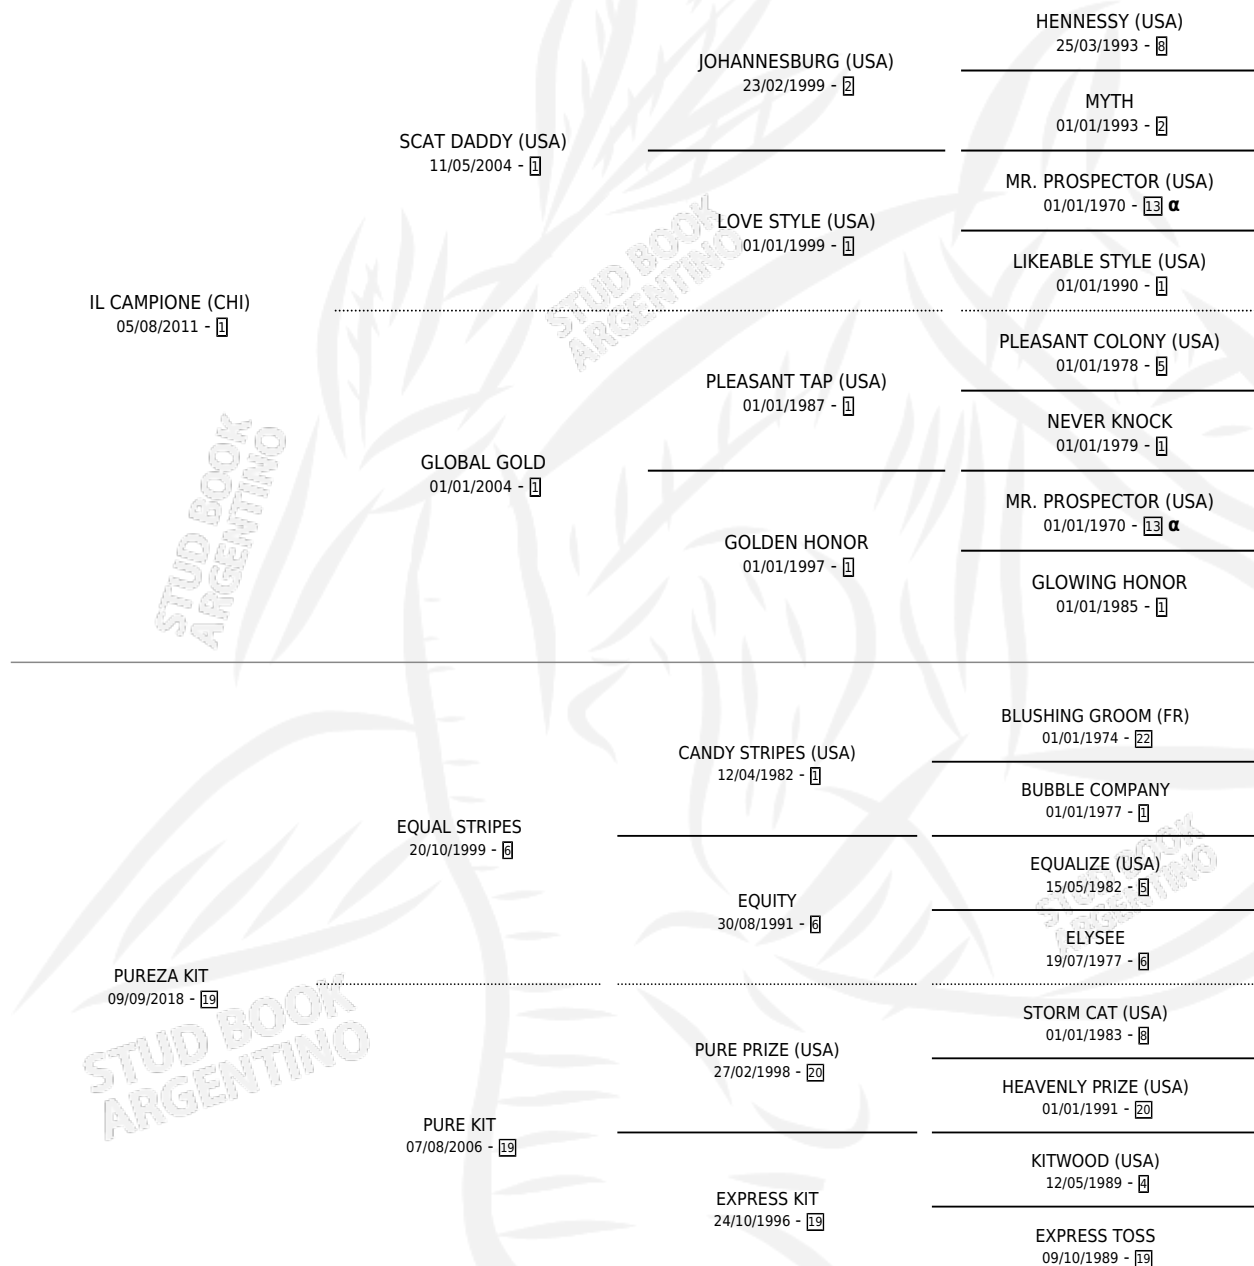 HENNESSY (USA)
25/03/1993 - 8
JOHANNESBURG (USA)
23/02/1999 - 2
MYTH
01/01/1993 - 2
SCAT DADDY (USA)
11/05/2004 - 1
MR. PROSPECTOR (USA)
01/01/1970 - 13 α
LOVE STYLE (USA)
01/01/1999 - 1
LIKEABLE STYLE (USA)
01/01/1990 - 1
IL CAMPIONE (CHI)
05/08/2011 - 1
STUD BOOK
ARGENTINO
PLEASANT COLONY (USA)
01/01/1978 - 5
PLEASANT TAP (USA)
01/01/1987 - 1
NEVER KNOCK
01/01/1979 - 1
GLOBAL GOLD
01/01/2004 - 1
MR. PROSPECTOR (USA)
01/01/1970 - 13 α
GOLDEN HONOR
01/01/1997 - 1
GLOWING HONOR
01/01/1985 - 1
STUD BOOK
ARGENTINO
BLUSHING GROOM (FR)
01/01/1974 - 22
CANDY STRIPES (USA)
12/04/1982 - 1
BUBBLE COMPANY
01/01/1977 - 1
EQUAL STRIPES
20/10/1999 - 6
EQUALIZE (USA)
15/05/1982 - 5
EQUITY
30/08/1991 - 6
ELYSEE
19/07/1977 - 6
STUD BOOK
ARGENTINO
PUREZA KIT
09/09/2018 - 19
STORM CAT (USA)
01/01/1983 - 8
PURE PRIZE (USA)
27/02/1998 - 20
HEAVENLY PRIZE (USA)
01/01/1991 - 20
STUD BOOK
ARGENTINO
PURE KIT
07/08/2006 - 19
KITWOOD (USA)
12/05/1989 - 4
EXPRESS KIT
24/10/1996 - 19
EXPRESS TOSS
09/10/1989 - 19